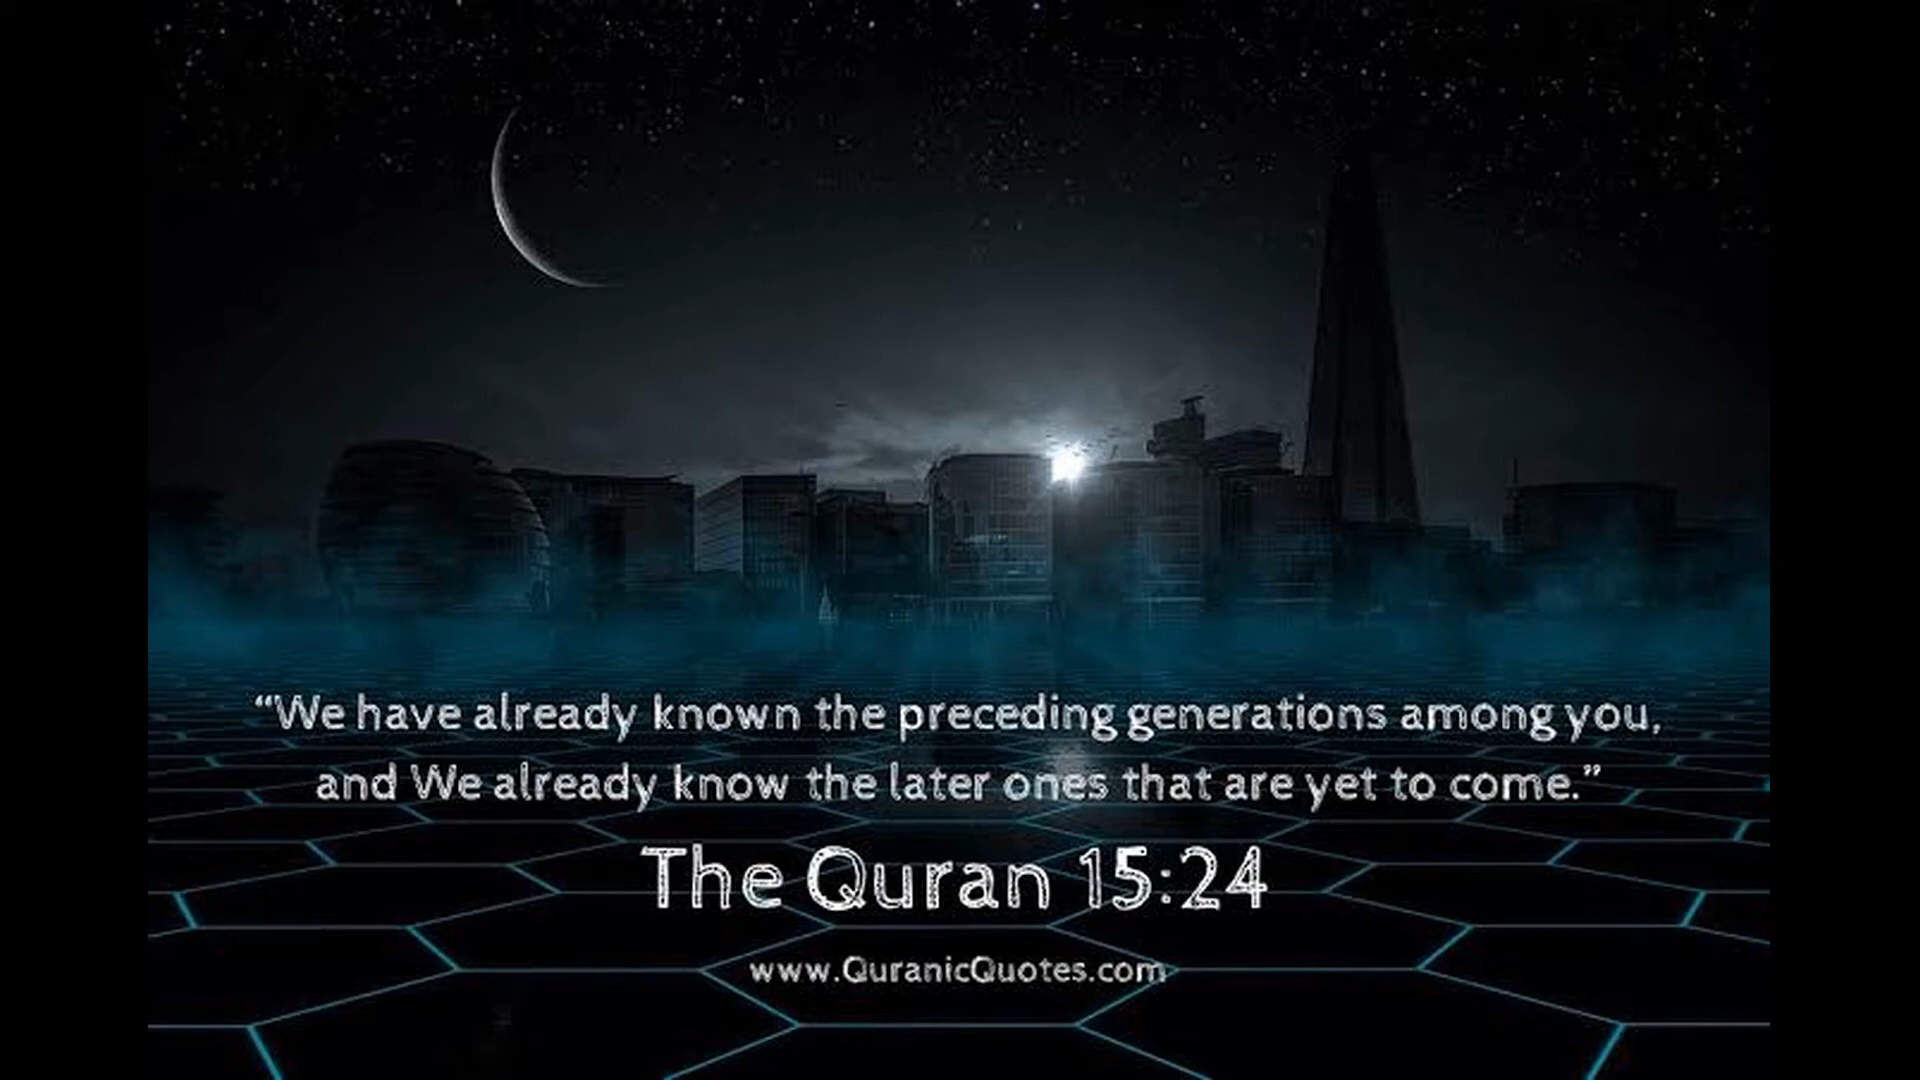 “We have already known the preceding generations among you,
and We already know the later ones that are yet to come.”
The Quran 15:24
www.QuranicQuotes.com